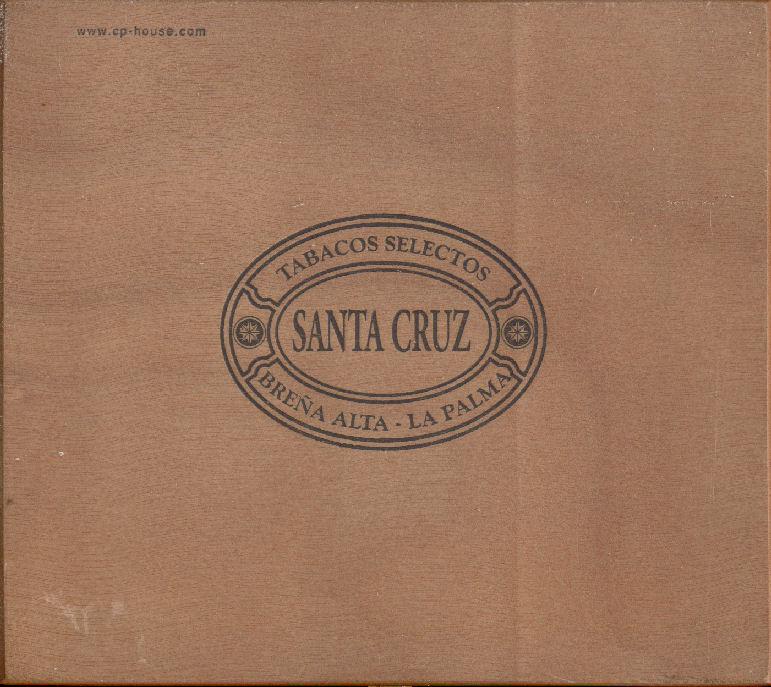 www.cp-house.com
TABACOS SELECTOS
SANTA CRUZ
BREÑA ALTA - LA PALMA